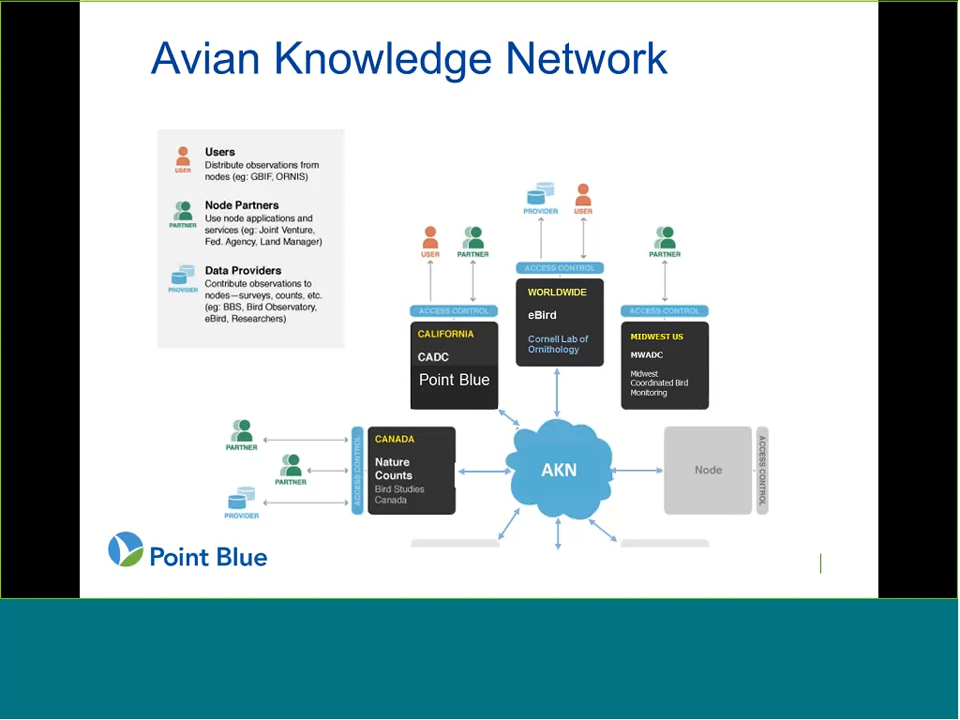 Avian Knowledge Network
Users
Distribute observations from
nodes (eg: GBIF, ORNIS)
USER
Node Partners
Use node applications and
services (eg: Joint Venture,
Fed. Agency, Land Manager)
PARTNER
Data Providers
Contribute observations to
nodes—surveys, counts, etc.
(eg: BBS, Bird Observatory,
eBird, Researchers)
PROVIDER
PROVIDER
USER
USER
PARTNER
PARTNER
ACCESS CONTROL
WORLDWIDE
eBird
Cornell Lab of
Ornithology
ACCESS CONTROL
CALIFORNIA
CADC
Point Blue
ACCESS CONTROL
MIDWEST US
MWADC
Midwest
Coordinated Bird
Monitoring
PARTNER
PARTNER
PROVIDER
ACCESS CONTROL
CANADA
Nature
Counts
Bird Studies
Canada
AKN
Node
ACCESS CONTROL
Point Blue